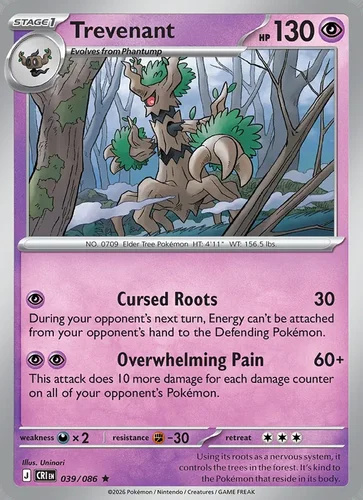 STAGE 1
Trevenant
HP 130
Evolves from Phantump
NO. 0709 Elder Tree Pokémon HT: 4'11" WT: 156.5 lbs.
Cursed Roots 30
During your opponent's next turn, Energy can't be attached
from your opponent's hand to the Defending Pokémon.
Overwhelming Pain 60+
This attack does 10 more damage for each damage counter
on all of your opponent's Pokémon.
weakness ×2 resistance -30 retreat
Illus. Uninori
J CRI EN 039/086 ★
Using its roots as a nervous system, it
controls the trees in the forest. It's kind to
the Pokémon that reside in its body.
©2026 Pokémon / Nintendo / Creatures / GAME FREAK